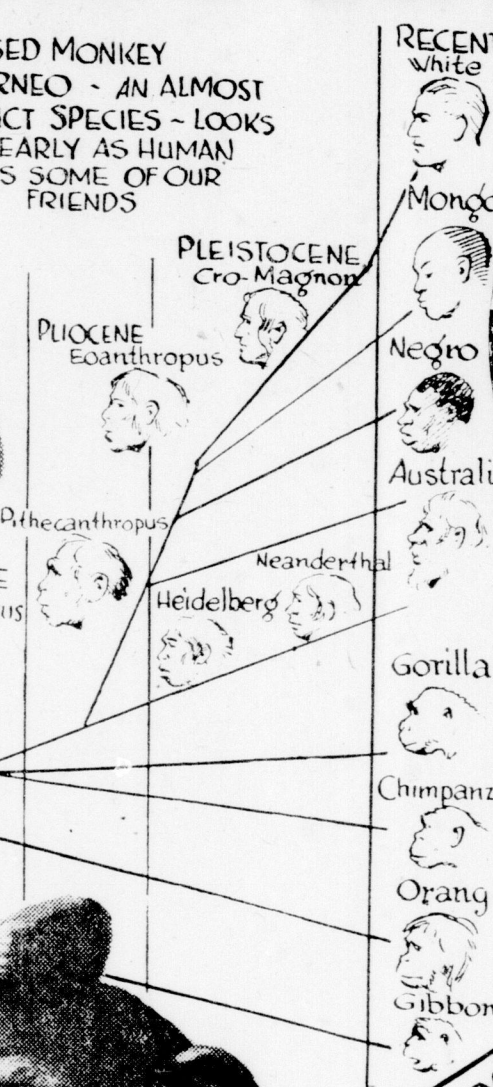 SED MONKEY
RNEO - AN ALMOST
CT SPECIES ~ LOOKS
EARLY AS HUMAN
S SOME OF OUR
FRIENDS
RECENT
White
Mongo
PLEISTOCENE
Cro-Magnon
PLIOCENE
Eoanthropus
Negro
Australi
Pithecanthropus
Neanderthal
E
US
Heidelberg
Gorilla
Chimpanz
Orang
Gibbon